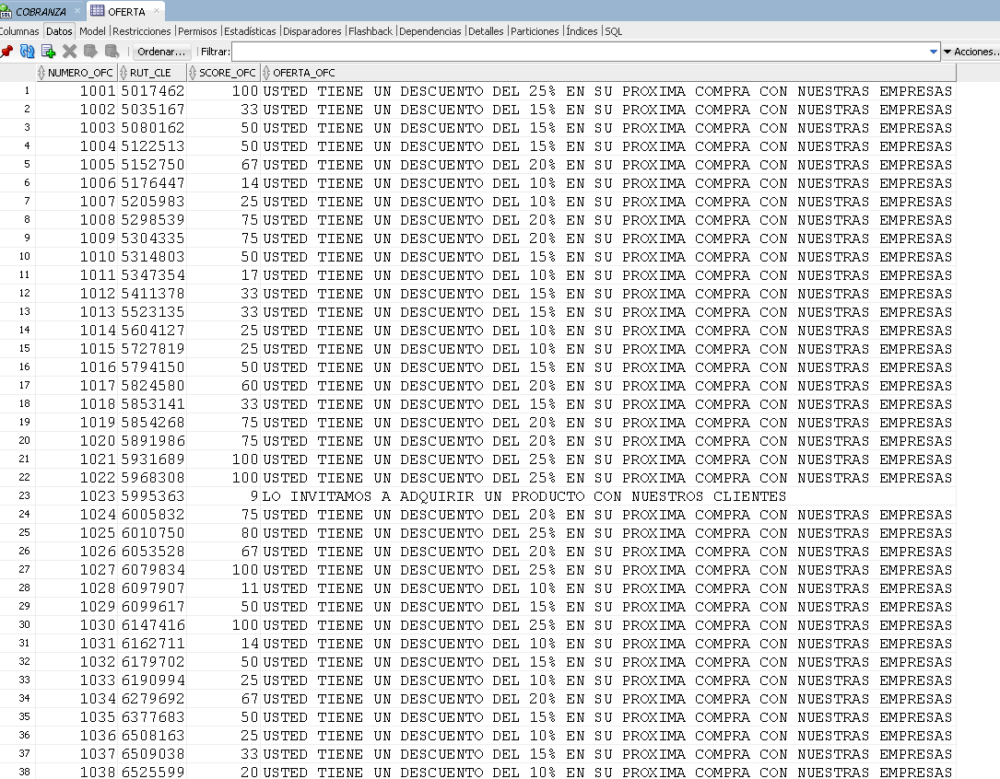 SQL COBRANZA OFERTA
Columnas Datos Model Restricciones Permisos Estadísticas Disparadores Flashback Dependencias Detalles Particiones Índices SQL
Ordenar... Filtrar: Acciones...
NUMERO_OFC RUT_CLE SCORE_OFC OFERTA_OFC
1 1001 5017462 100 USTED TIENE UN DESCUENTO DEL 25% EN SU PROXIMA COMPRA CON NUESTRAS EMPRESAS
2 1002 5035167 33 USTED TIENE UN DESCUENTO DEL 15% EN SU PROXIMA COMPRA CON NUESTRAS EMPRESAS
3 1003 5080162 50 USTED TIENE UN DESCUENTO DEL 15% EN SU PROXIMA COMPRA CON NUESTRAS EMPRESAS
4 1004 5122513 50 USTED TIENE UN DESCUENTO DEL 15% EN SU PROXIMA COMPRA CON NUESTRAS EMPRESAS
5 1005 5152750 67 USTED TIENE UN DESCUENTO DEL 20% EN SU PROXIMA COMPRA CON NUESTRAS EMPRESAS
6 1006 5176447 14 USTED TIENE UN DESCUENTO DEL 10% EN SU PROXIMA COMPRA CON NUESTRAS EMPRESAS
7 1007 5205983 25 USTED TIENE UN DESCUENTO DEL 10% EN SU PROXIMA COMPRA CON NUESTRAS EMPRESAS
8 1008 5298539 75 USTED TIENE UN DESCUENTO DEL 20% EN SU PROXIMA COMPRA CON NUESTRAS EMPRESAS
9 1009 5304335 75 USTED TIENE UN DESCUENTO DEL 20% EN SU PROXIMA COMPRA CON NUESTRAS EMPRESAS
10 1010 5314803 50 USTED TIENE UN DESCUENTO DEL 15% EN SU PROXIMA COMPRA CON NUESTRAS EMPRESAS
11 1011 5347354 17 USTED TIENE UN DESCUENTO DEL 10% EN SU PROXIMA COMPRA CON NUESTRAS EMPRESAS
12 1012 5411378 33 USTED TIENE UN DESCUENTO DEL 15% EN SU PROXIMA COMPRA CON NUESTRAS EMPRESAS
13 1013 5523135 33 USTED TIENE UN DESCUENTO DEL 15% EN SU PROXIMA COMPRA CON NUESTRAS EMPRESAS
14 1014 5604127 25 USTED TIENE UN DESCUENTO DEL 10% EN SU PROXIMA COMPRA CON NUESTRAS EMPRESAS
15 1015 5727819 25 USTED TIENE UN DESCUENTO DEL 10% EN SU PROXIMA COMPRA CON NUESTRAS EMPRESAS
16 1016 5794150 50 USTED TIENE UN DESCUENTO DEL 15% EN SU PROXIMA COMPRA CON NUESTRAS EMPRESAS
17 1017 5824580 60 USTED TIENE UN DESCUENTO DEL 20% EN SU PROXIMA COMPRA CON NUESTRAS EMPRESAS
18 1018 5853141 33 USTED TIENE UN DESCUENTO DEL 15% EN SU PROXIMA COMPRA CON NUESTRAS EMPRESAS
19 1019 5854268 75 USTED TIENE UN DESCUENTO DEL 20% EN SU PROXIMA COMPRA CON NUESTRAS EMPRESAS
20 1020 5891986 75 USTED TIENE UN DESCUENTO DEL 20% EN SU PROXIMA COMPRA CON NUESTRAS EMPRESAS
21 1021 5931689 100 USTED TIENE UN DESCUENTO DEL 25% EN SU PROXIMA COMPRA CON NUESTRAS EMPRESAS
22 1022 5968308 100 USTED TIENE UN DESCUENTO DEL 25% EN SU PROXIMA COMPRA CON NUESTRAS EMPRESAS
23 1023 5995363 9 LO INVITAMOS A ADQUIRIR UN PRODUCTO CON NUESTROS CLIENTES
24 1024 6005832 75 USTED TIENE UN DESCUENTO DEL 20% EN SU PROXIMA COMPRA CON NUESTRAS EMPRESAS
25 1025 6010750 80 USTED TIENE UN DESCUENTO DEL 25% EN SU PROXIMA COMPRA CON NUESTRAS EMPRESAS
26 1026 6053528 67 USTED TIENE UN DESCUENTO DEL 20% EN SU PROXIMA COMPRA CON NUESTRAS EMPRESAS
27 1027 6079834 100 USTED TIENE UN DESCUENTO DEL 25% EN SU PROXIMA COMPRA CON NUESTRAS EMPRESAS
28 1028 6097907 11 USTED TIENE UN DESCUENTO DEL 10% EN SU PROXIMA COMPRA CON NUESTRAS EMPRESAS
29 1029 6099617 50 USTED TIENE UN DESCUENTO DEL 15% EN SU PROXIMA COMPRA CON NUESTRAS EMPRESAS
30 1030 6147416 100 USTED TIENE UN DESCUENTO DEL 25% EN SU PROXIMA COMPRA CON NUESTRAS EMPRESAS
31 1031 6162711 14 USTED TIENE UN DESCUENTO DEL 10% EN SU PROXIMA COMPRA CON NUESTRAS EMPRESAS
32 1032 6179702 50 USTED TIENE UN DESCUENTO DEL 15% EN SU PROXIMA COMPRA CON NUESTRAS EMPRESAS
33 1033 6190994 25 USTED TIENE UN DESCUENTO DEL 10% EN SU PROXIMA COMPRA CON NUESTRAS EMPRESAS
34 1034 6279692 67 USTED TIENE UN DESCUENTO DEL 20% EN SU PROXIMA COMPRA CON NUESTRAS EMPRESAS
35 1035 6377683 50 USTED TIENE UN DESCUENTO DEL 15% EN SU PROXIMA COMPRA CON NUESTRAS EMPRESAS
36 1036 6508163 25 USTED TIENE UN DESCUENTO DEL 10% EN SU PROXIMA COMPRA CON NUESTRAS EMPRESAS
37 1037 6509038 33 USTED TIENE UN DESCUENTO DEL 15% EN SU PROXIMA COMPRA CON NUESTRAS EMPRESAS
38 1038 6525599 20 USTED TIENE UN DESCUENTO DEL 10% EN SU PROXIMA COMPRA CON NUESTRAS EMPRESAS